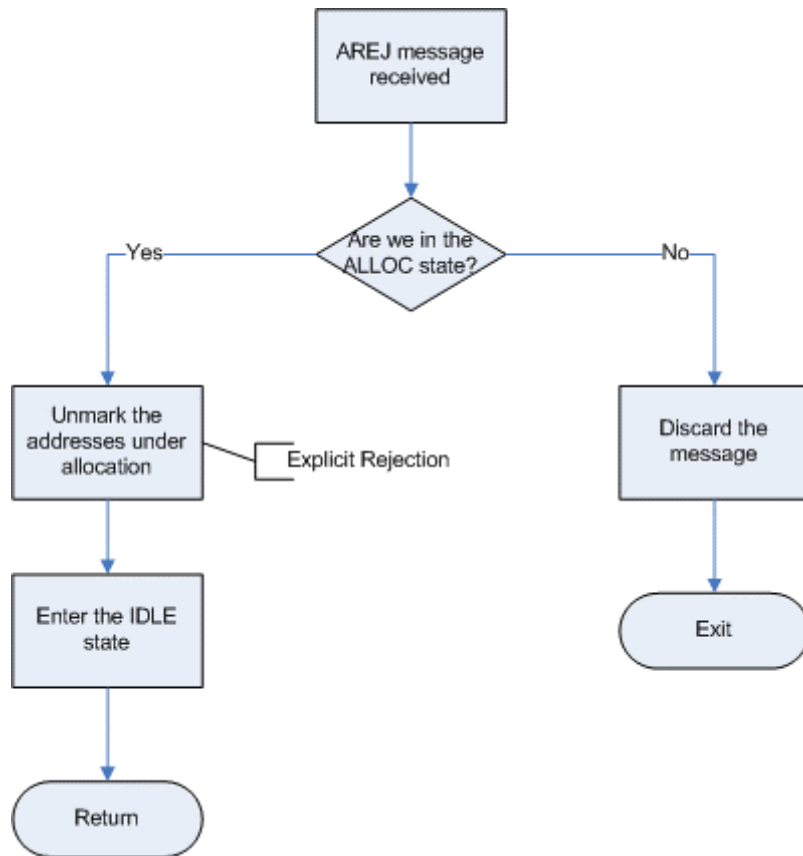 AREJ message
received
Are we in the
ALLOC state?
Yes
No
Unmark the
addresses under
allocation
Explicit Rejection
Discard the
message
Enter the IDLE
state
Exit
Return